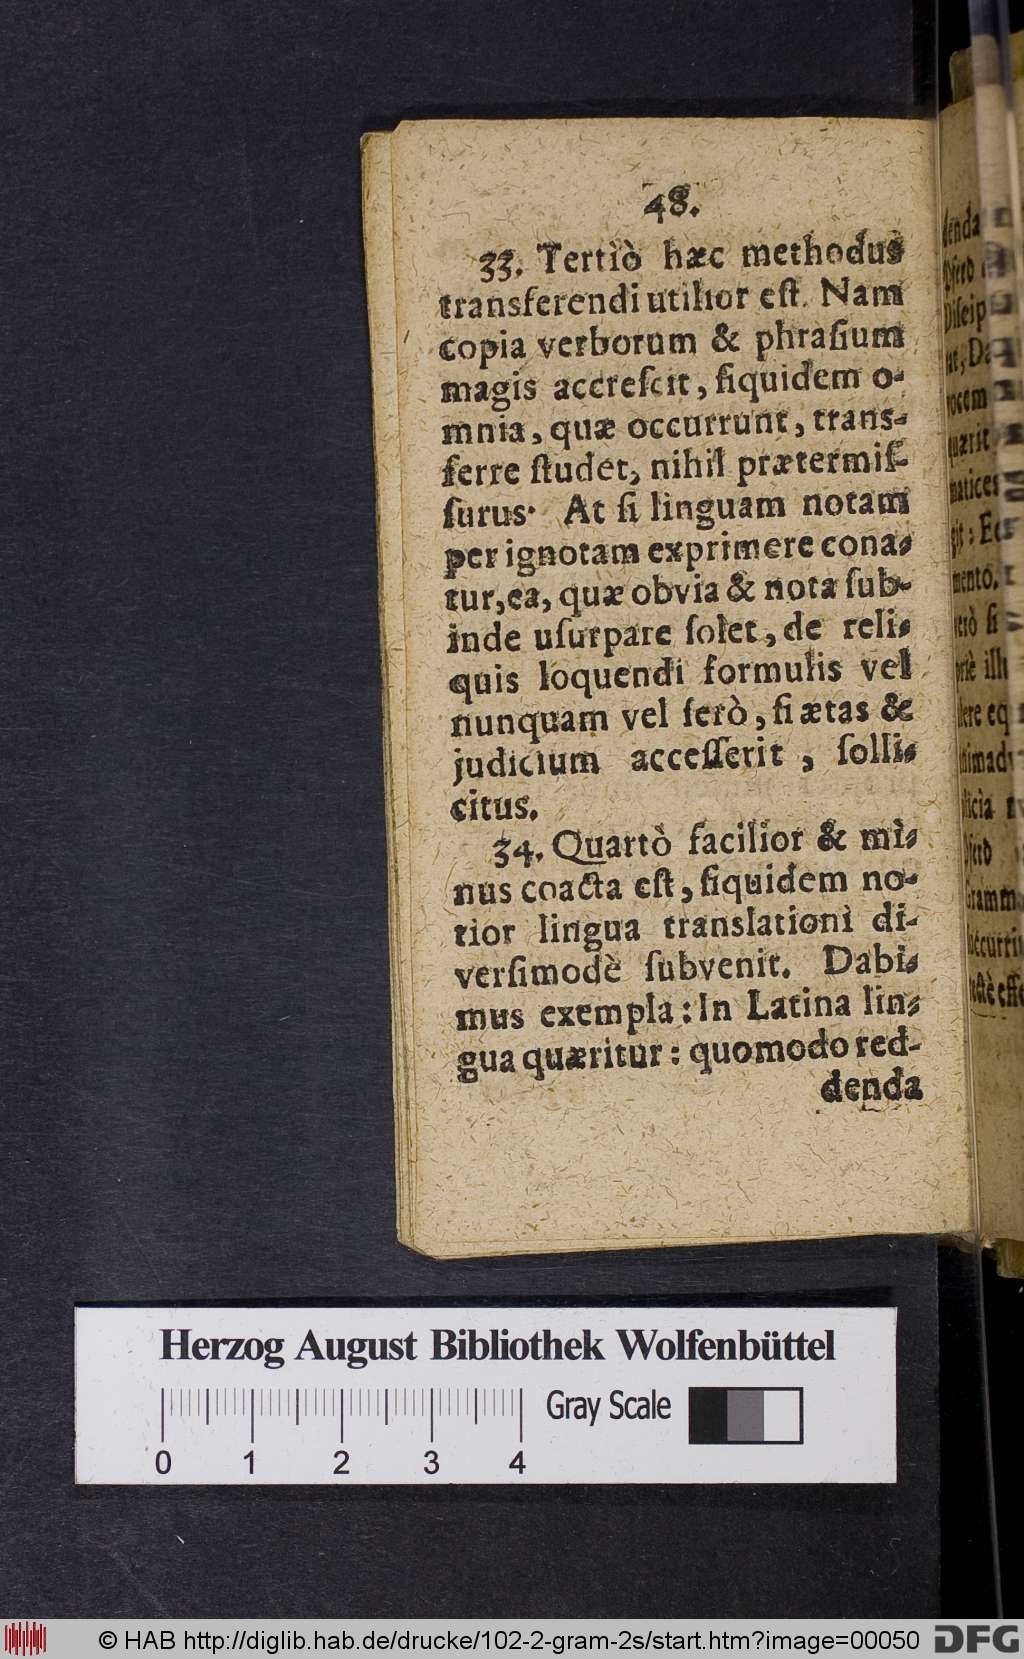 48.
33. Tertiò hæc methodus
transferendi utilior eſt. Nam
copia verborum & phraſium
magis accreſcit, ſiquidem o-
mnia, quæ occurrunt, trans-
ferre ſtudet, nihil prætermiſ-
ſurus. At ſi linguam notam
per ignotam exprimere cona-
tur, ea, quæ obvia & nota ſub-
inde uſurpare ſolet, de reli-
quis loquendi formulis vel
nunquam vel ſerò, ſi ætas &
judicium acceſſerit, ſolli-
citus.
34. Quartò facilior & mi-
nus coacta eſt, ſiquidem no-
tior lingua translationi di-
verſimodè ſubvenit. Dabi-
mus exempla: In Latina lin-
gua quæritur: quomodo red-
denda
Herzog August Bibliothek Wolfenbüttel
Gray Scale
0 1 2 3 4
© HAB http://diglib.hab.de/drucke/102-2-gram-2s/start.htm?image=00050
DFG